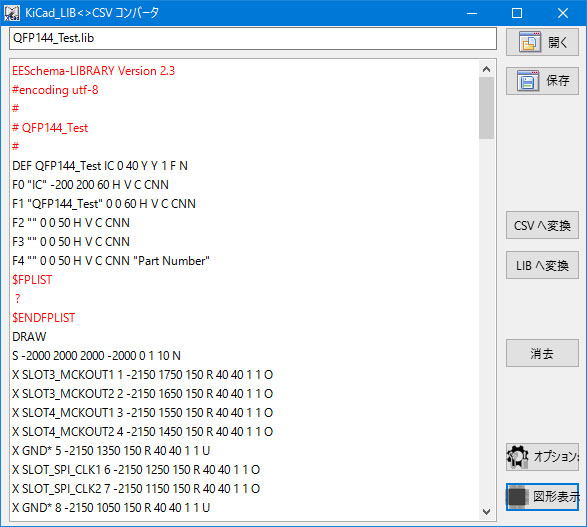 KiCad_LIB<>CSV コンバータ
QFP144_Test.lib
開く
保存
EESchema-LIBRARY Version 2.3
#encoding utf-8
#
# QFP144_Test
#
DEF QFP144_Test IC 0 40 Y Y 1 F N
F0 "IC" -200 200 60 H V C CNN
F1 "QFP144_Test" 0 0 60 H V C CNN
F2 "" 0 0 50 H V C CNN
F3 "" 0 0 50 H V C CNN
F4 "" 0 0 50 H V C CNN "Part Number"
$FPLIST
?
$ENDFPLIST
DRAW
S -2000 2000 2000 -2000 0 1 10 N
X SLOT3_MCKOUT1 1 -2150 1750 150 R 40 40 1 1 O
X SLOT3_MCKOUT2 2 -2150 1650 150 R 40 40 1 1 O
X SLOT4_MCKOUT1 3 -2150 1550 150 R 40 40 1 1 O
X SLOT4_MCKOUT2 4 -2150 1450 150 R 40 40 1 1 O
X GND* 5 -2150 1350 150 R 40 40 1 1 U
X SLOT_SPI_CLK1 6 -2150 1250 150 R 40 40 1 1 O
X SLOT_SPI_CLK2 7 -2150 1150 150 R 40 40 1 1 O
X GND* 8 -2150 1050 150 R 40 40 1 1 U
CSV へ変換
LIB へ変換
消去
オプション
図形表示